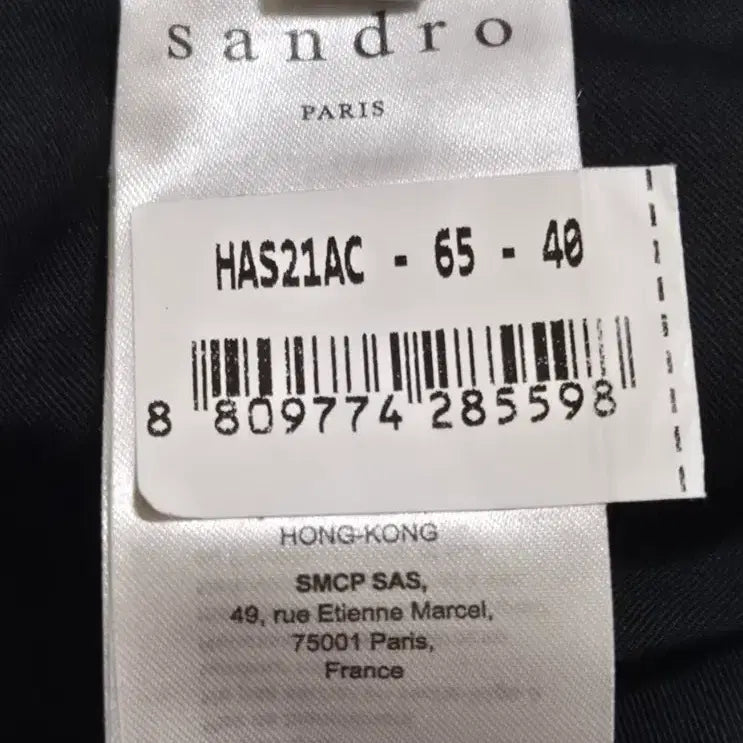 sandro
PARIS
HAS21AC - 65 - 40
8 809774 285598
HONG-KONG
SMCP SAS,
49, rue Etienne Marcel,
75001 Paris,
France